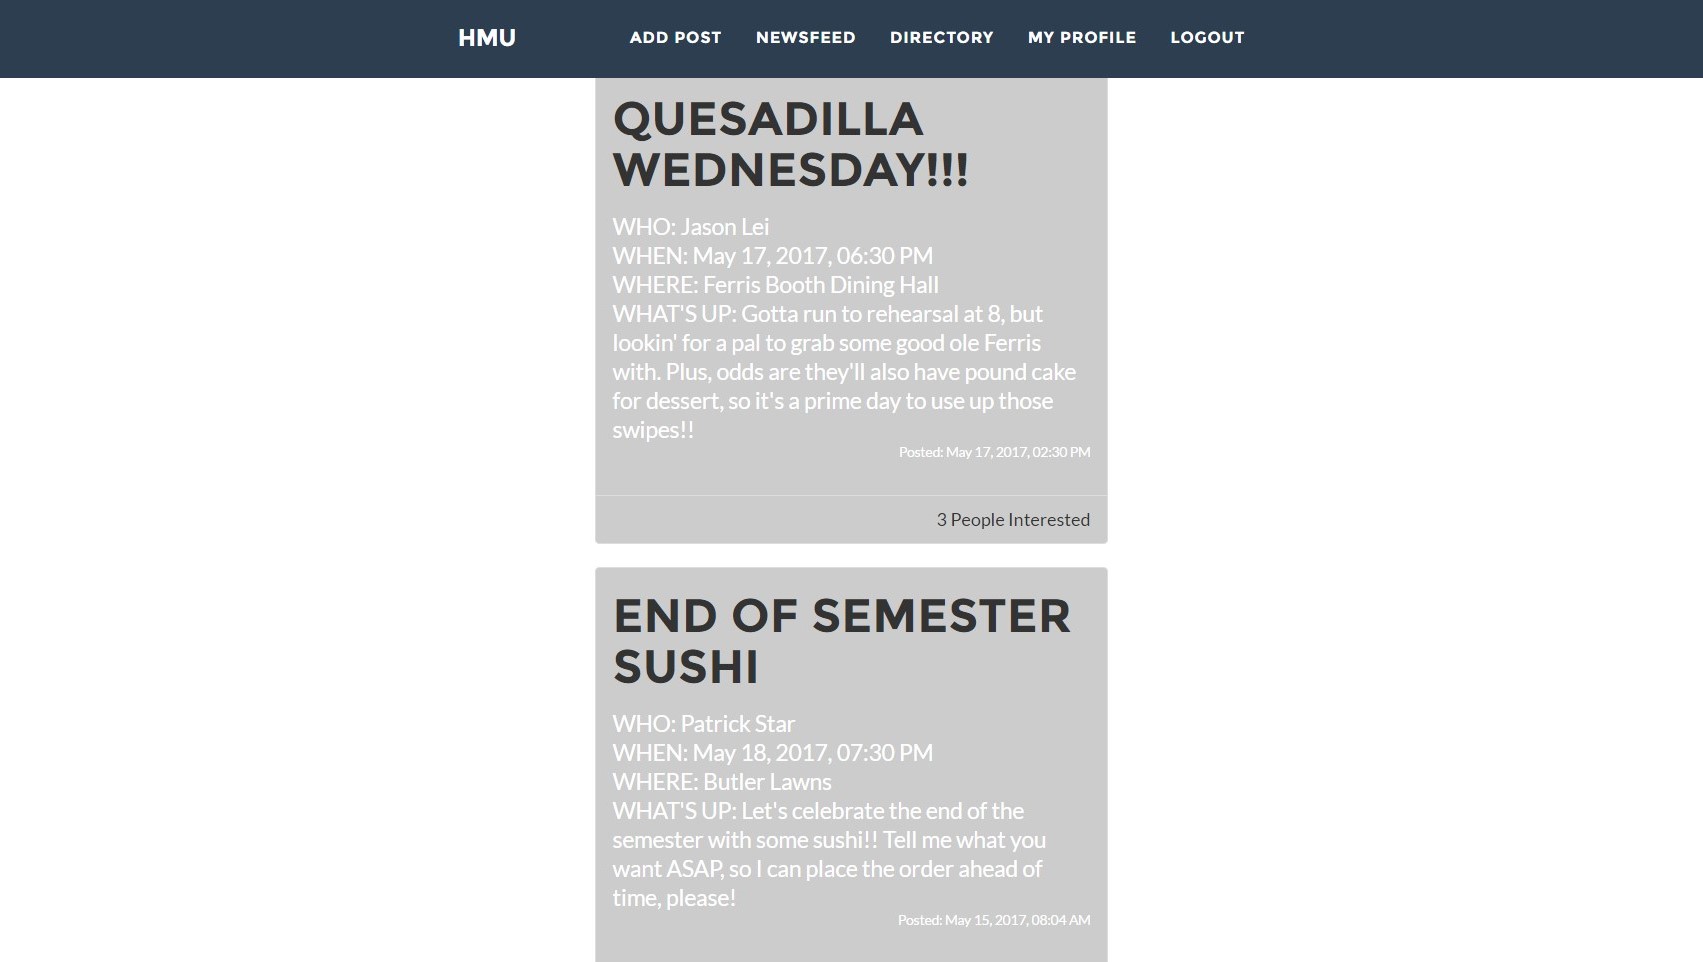 HMU ADD POST NEWSFEED DIRECTORY MY PROFILE LOGOUT
QUESADILLA
WEDNESDAY!!!
WHO: Jason Lei
WHEN: May 17, 2017, 06:30 PM
WHERE: Ferris Booth Dining Hall
WHAT'S UP: Gotta run to rehearsal at 8, but
lookin' for a pal to grab some good ole Ferris
with. Plus, odds are they'll also have pound cake
for dessert, so it's a prime day to use up those
swipes!!
Posted: May 17, 2017, 02:30 PM
3 People Interested
END OF SEMESTER
SUSHI
WHO: Patrick Star
WHEN: May 18, 2017, 07:30 PM
WHERE: Butler Lawns
WHAT'S UP: Let's celebrate the end of the
semester with some sushi!! Tell me what you
want ASAP, so I can place the order ahead of
time, please!
Posted: May 15, 2017, 08:04 AM